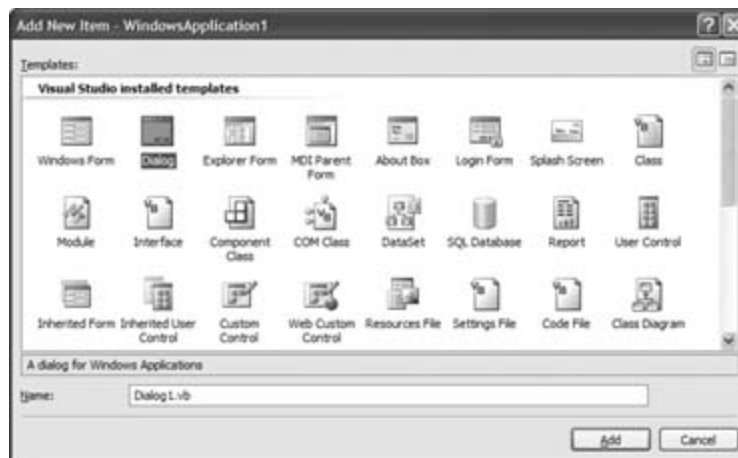 Add New Item - WindowsApplication1
Templates:
Visual Studio installed templates
Windows Form Dialog Explorer Form MDI Parent Form About Box Login Form Splash Screen Class
Module Interface Component Class COM Class DataSet SQL Database Report User Control
Inherited Form Inherited User Control Custom Control Web Custom Control Resources File Settings File Code File Class Diagram
A dialog for Windows Applications
Name: Dialog1.vb
Add Cancel